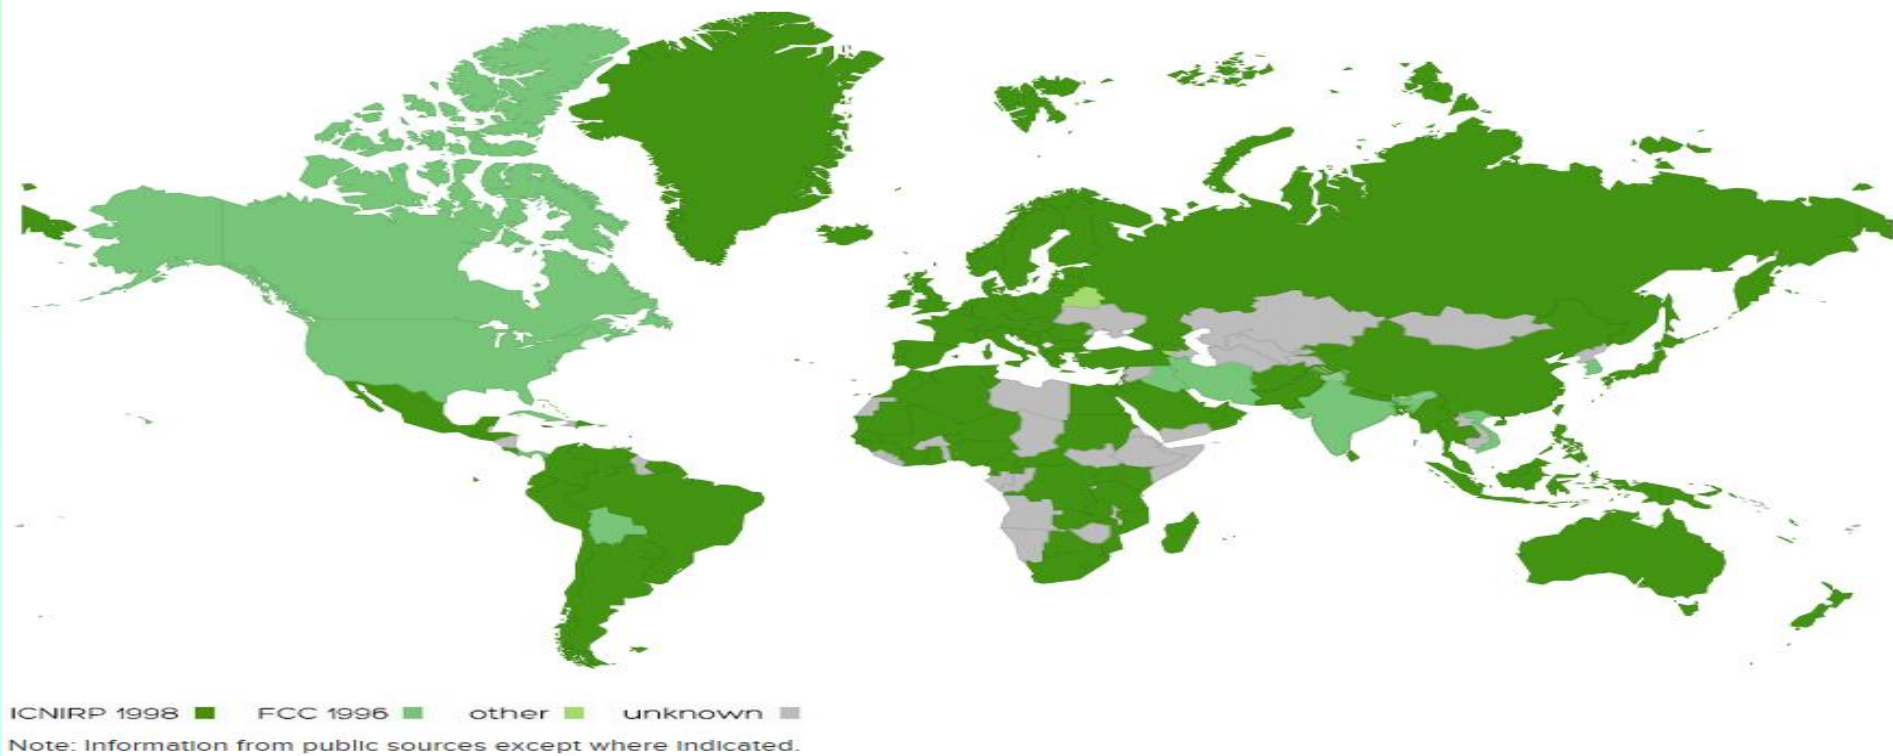 ICNIRP 1998 FCC 1996 other unknown
Note: Information from public sources except where indicated.